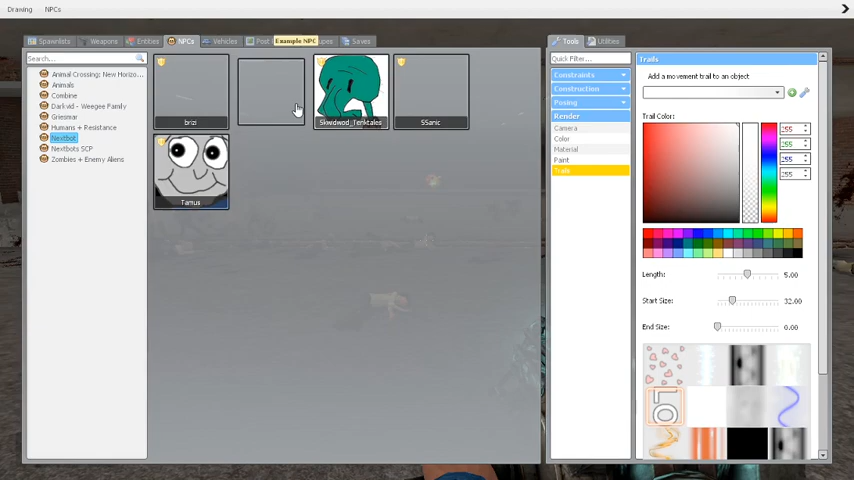 Drawing NPCs
Spawnlists Weapons Entities NPCs Vehicles Post Example NPC ypes Saves
Tools Utilities
Search...
Animal Crossing: New Horizo...
Animals
Combine
Darkvid - Weegee Family
Griesmar
Humans + Resistance
Nextbot
Nextbots SCP
Zombies + Enemy Aliens
brizi
Skwidwod_Tenktales
SSanic
Tamus
Quick Filter...
Constraints
Construction
Posing
Render
Camera
Color
Material
Paint
Trails
Trails
Add a movement trail to an object
Trail Color:
255
255
255
255
Length: 5.00
Start Size: 32.00
End Size: 0.00